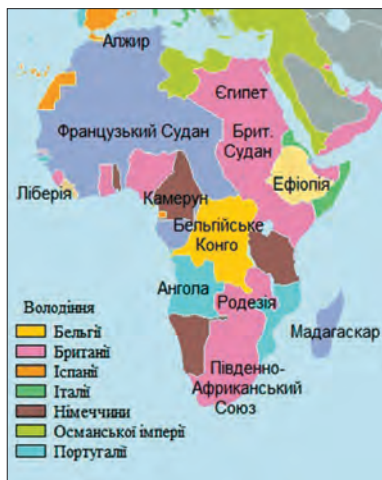 Алжир
Єгипет
Французький Судан
Брит.
Судан
Ефіопія
Ліберія
Камерун
Бельгійське
Конго
Ангола
Родезія
Мадагаскар
Південно-
Африканський
Союз
Володіння
Бельгії
Британії
Іспанії
Італії
Німеччини
Османської імперії
Португалії